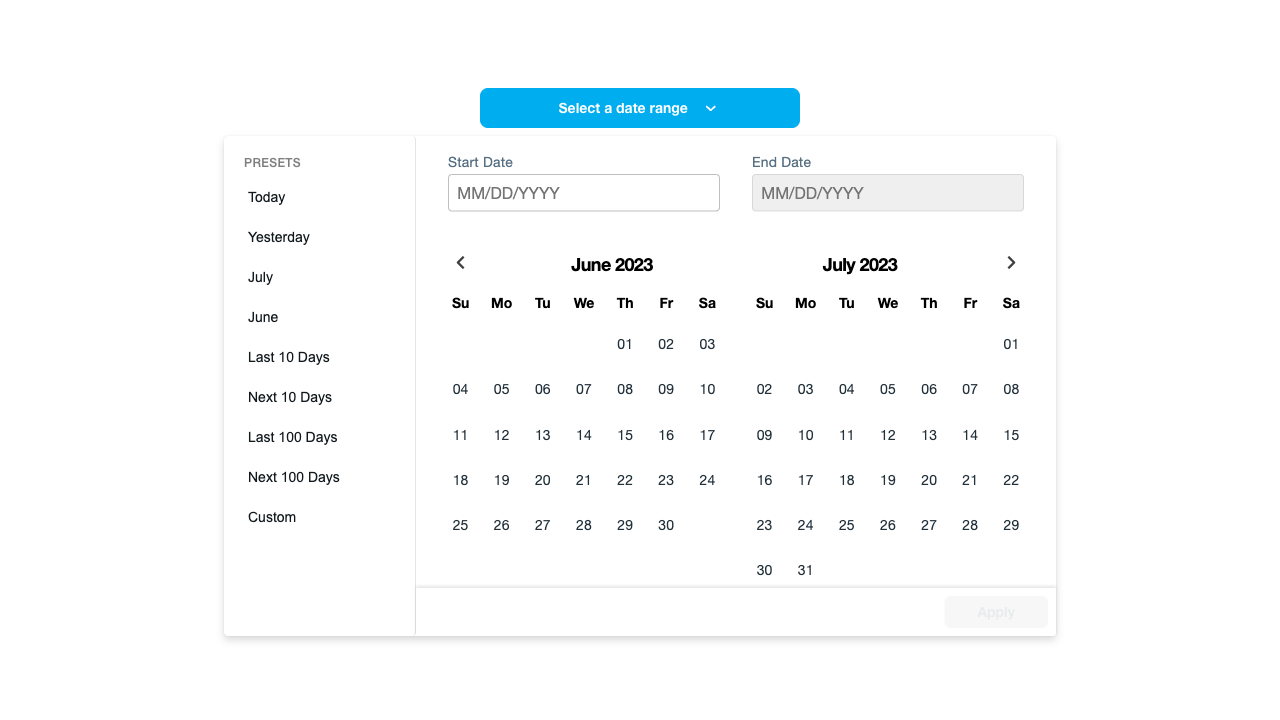 Select a date range
PRESETS
Today
Yesterday
July
June
Last 10 Days
Next 10 Days
Last 100 Days
Next 100 Days
Custom
Start Date
MM/DD/YYYY
End Date
MM/DD/YYYY
June 2023
Su Mo Tu We Th Fr Sa
01 02 03
04 05 06 07 08 09 10
11 12 13 14 15 16 17
18 19 20 21 22 23 24
25 26 27 28 29 30
July 2023
Su Mo Tu We Th Fr Sa
01
02 03 04 05 06 07 08
09 10 11 12 13 14 15
16 17 18 19 20 21 22
23 24 25 26 27 28 29
30 31
Apply